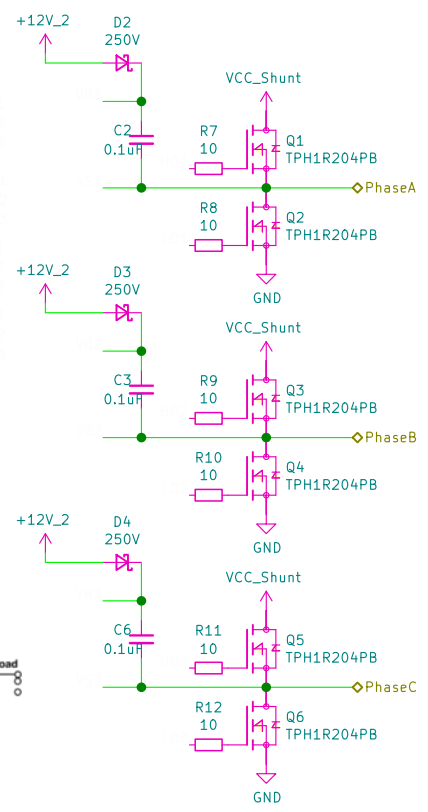 +12V_2
D2
250V
VCC_Shunt
C2
0.1uF
R7
10
Q1
TPH1R204PB
PhaseA
R8
10
Q2
TPH1R204PB
GND
+12V_2
D3
250V
VCC_Shunt
C3
0.1uF
R9
10
Q3
TPH1R204PB
PhaseB
R10
10
Q4
TPH1R204PB
GND
+12V_2
D4
250V
VCC_Shunt
C6
0.1uF
R11
10
Q5
TPH1R204PB
oad
PhaseC
R12
10
Q6
TPH1R204PB
GND